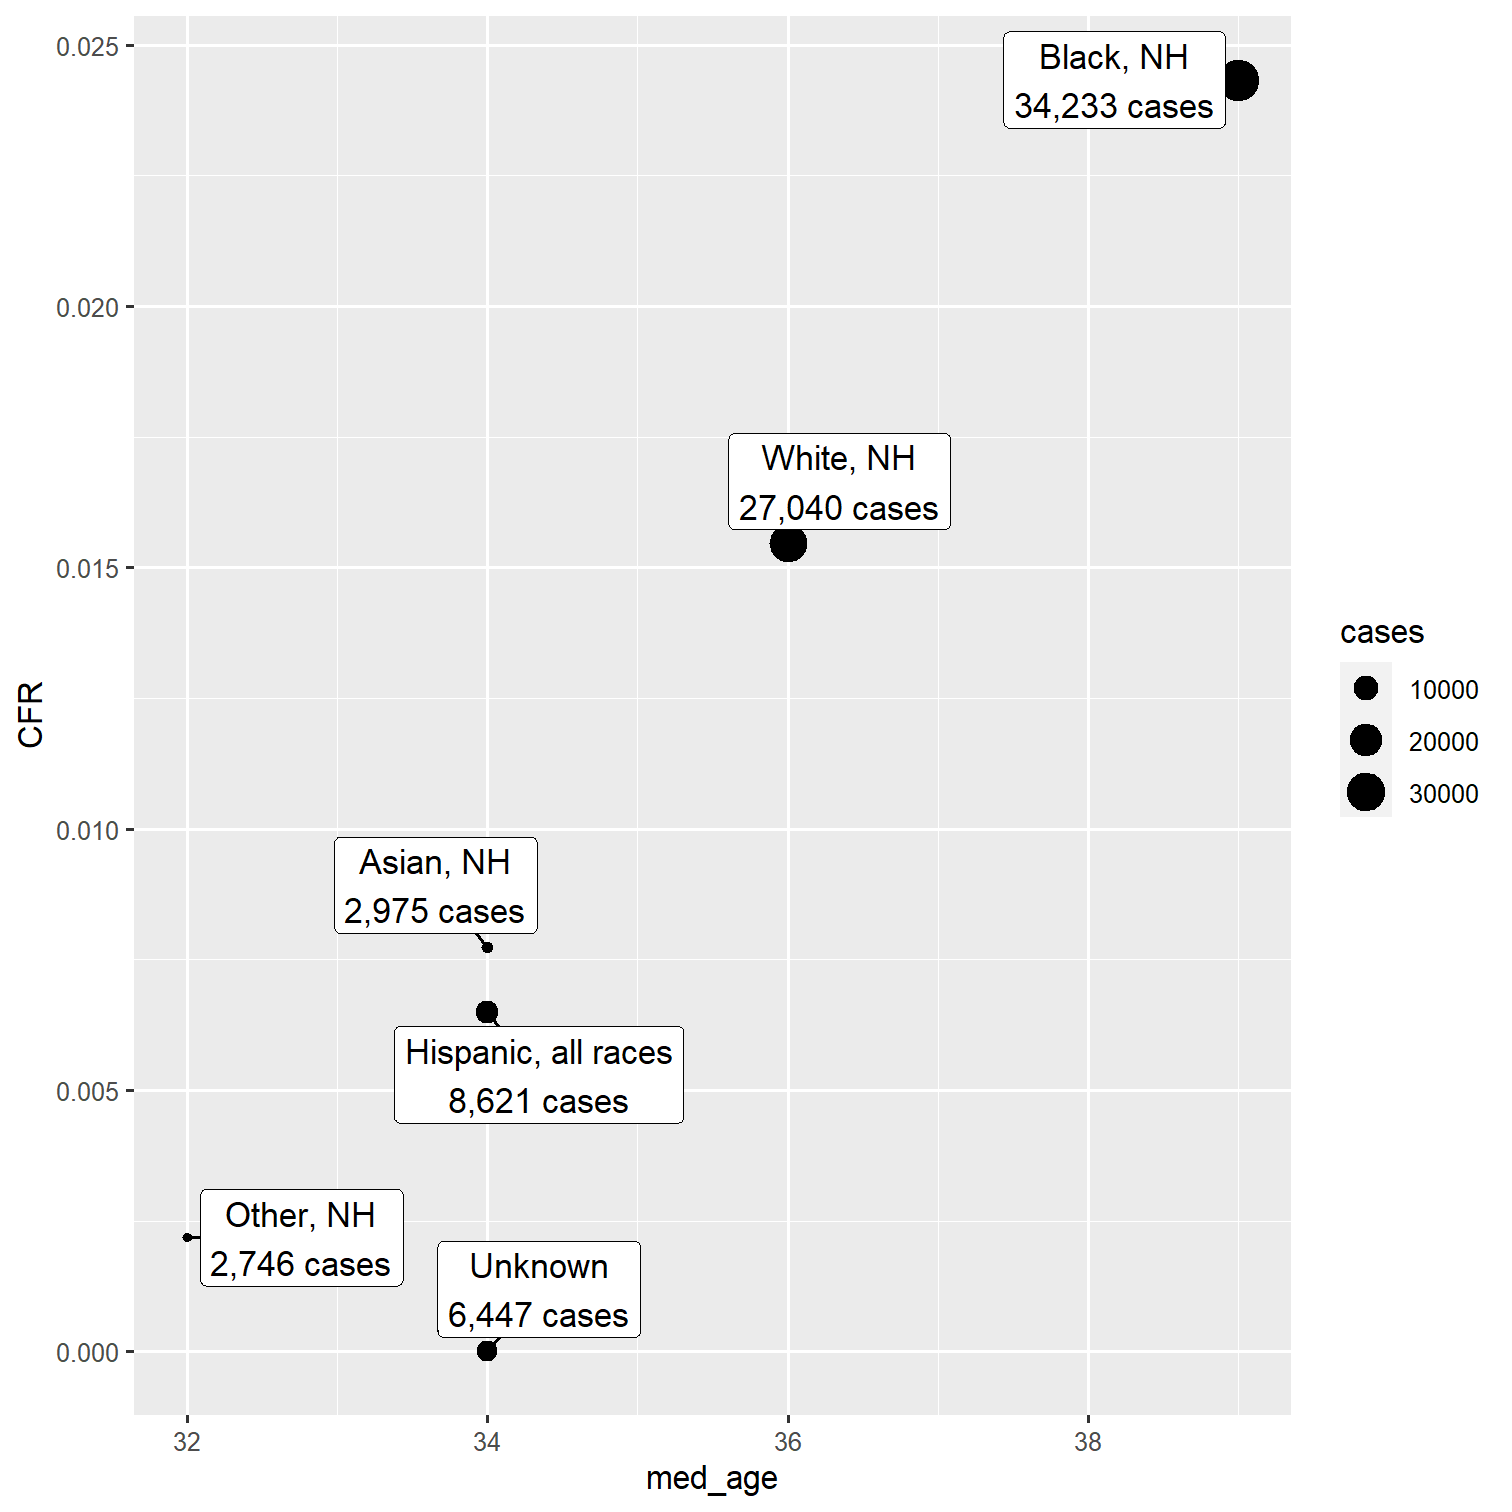 0.025
0.020
0.015
0.010
0.005
0.000
CFR
Black, NH
34,233 cases
White, NH
27,040 cases
Asian, NH
2,975 cases
Hispanic, all races
8,621 cases
Other, NH
2,746 cases
Unknown
6,447 cases
32
34
36
38
med_age
cases
10000
20000
30000